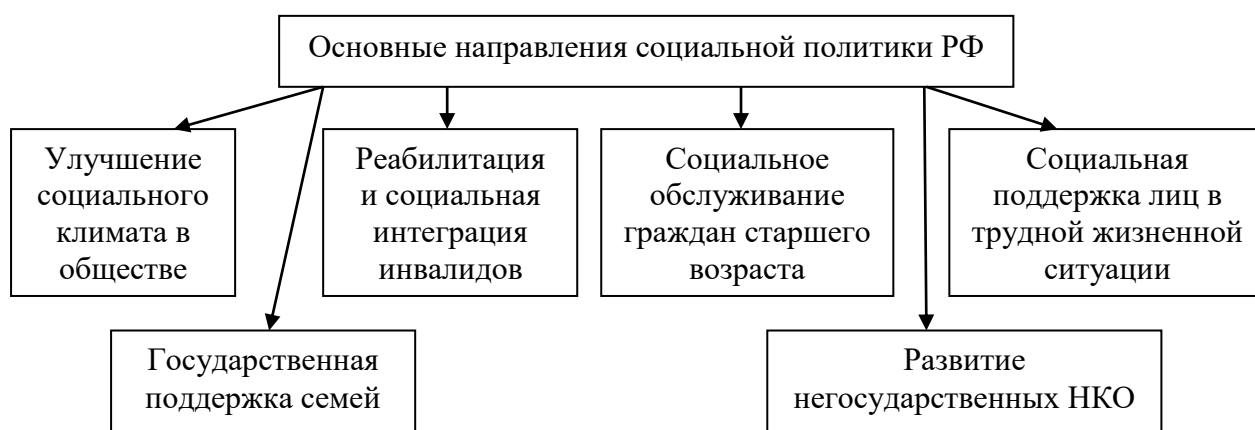 Основные направления социальной политики РФ
Улучшение
социального
климата в
обществе
Реабилитация
и социальная
интеграция
инвалидов
Социальное
обслуживание
граждан старшего
возраста
Социальная
поддержка лиц в
трудной жизненной
ситуации
Государственная
поддержка семей
Развитие
негосударственных НКО